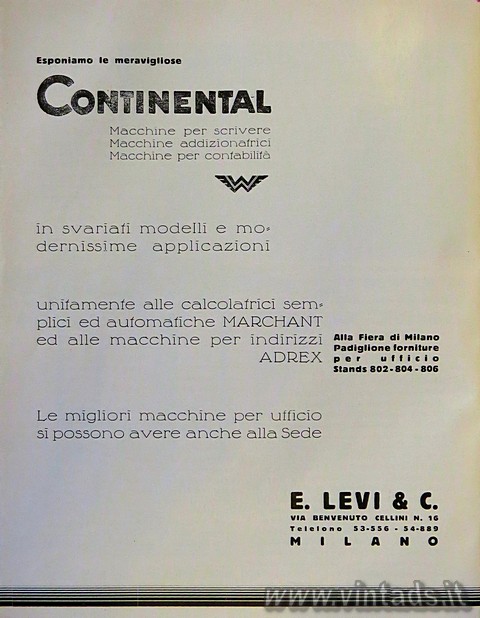 Esponiamo le meravigliose
CONTINENTAL
Macchine per scrivere
Macchine addizionatrici
Macchine per contabilità
W
in svariati modelli e mo=
dernissime applicazioni
unitamente alle calcolatrici sem=
plici ed automatiche MARCHANT
ed alle macchine per indirizzi
ADREX
Alla Fiera di Milano
Padiglione forniture
per ufficio
Stands 802-804-806
Le migliori macchine per ufficio
si possono avere anche alla Sede
E. LEVI & C.
VIA BENVENUTO CELLINI N. 16
Telefono 53-556 - 54-889
MILANO
www.vintads.it